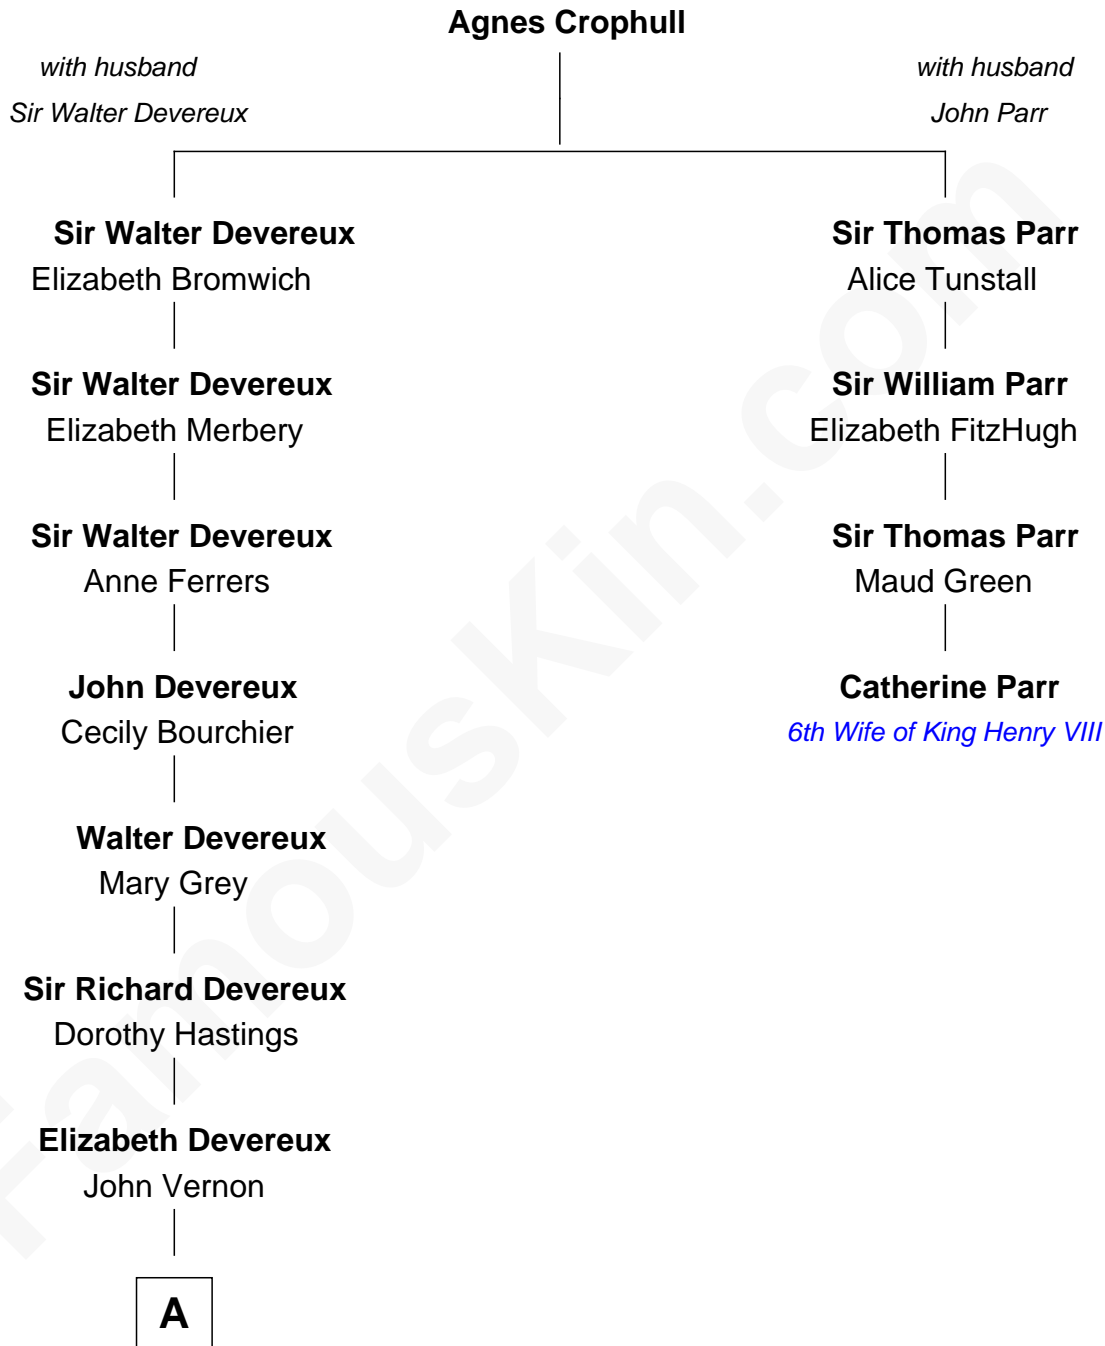 Agnes Crophull
with husband
Sir Walter Devereux
with husband
John Parr
Sir Walter Devereux
Elizabeth Bromwich
Sir Thomas Parr
Alice Tunstall
Sir Walter Devereux
Elizabeth Merbery
Sir William Parr
Elizabeth FitzHugh
Sir Walter Devereux
Anne Ferrers
Sir Thomas Parr
Maud Green
John Devereux
Cecily Bourchier
Catherine Parr
6th Wife of King Henry VIII
Walter Devereux
Mary Grey
Sir Richard Devereux
Dorothy Hastings
Elizabeth Devereux
John Vernon
A
FamousKin.com